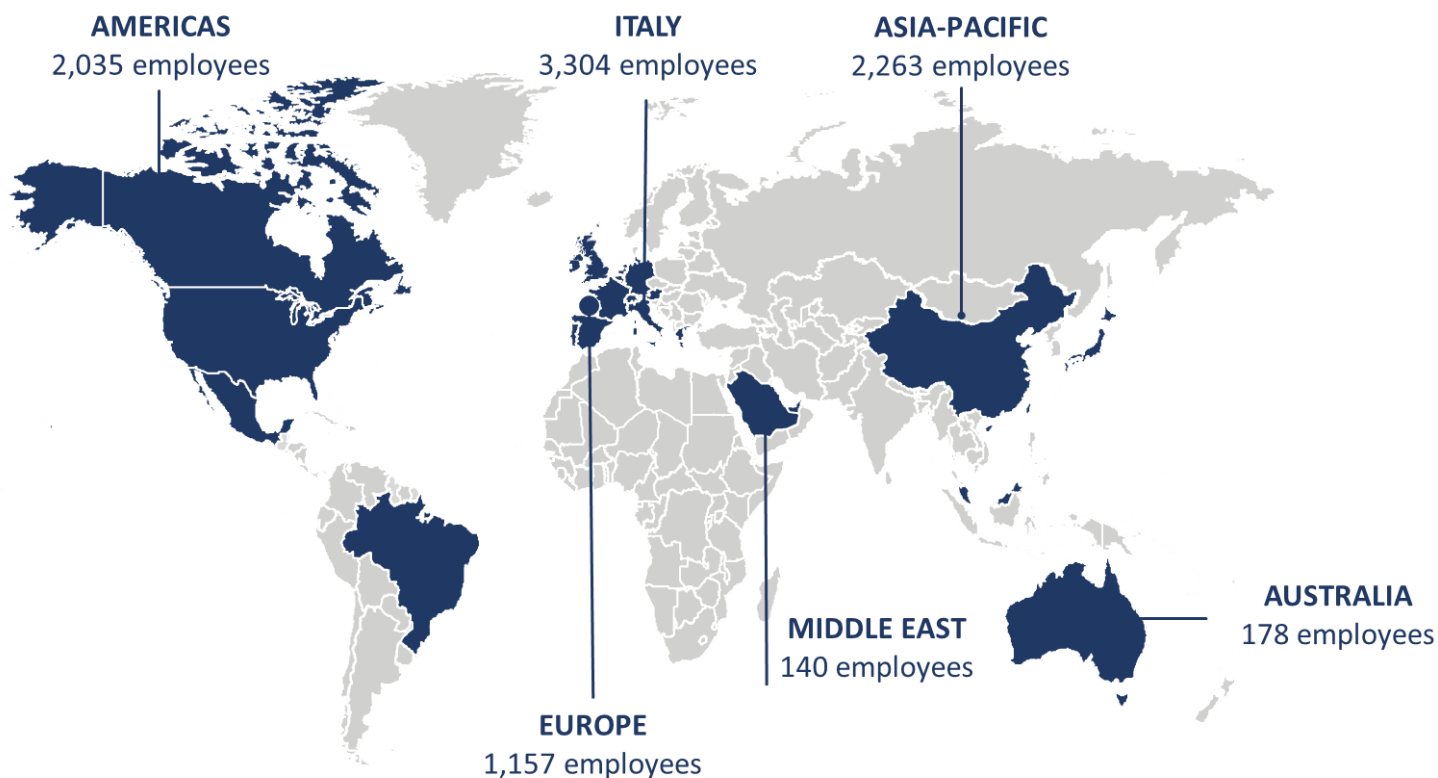 AMERICAS
2,035 employees
ITALY
3,304 employees
ASIA-PACIFIC
2,263 employees
AUSTRALIA
178 employees
MIDDLE EAST
140 employees
EUROPE
1,157 employees